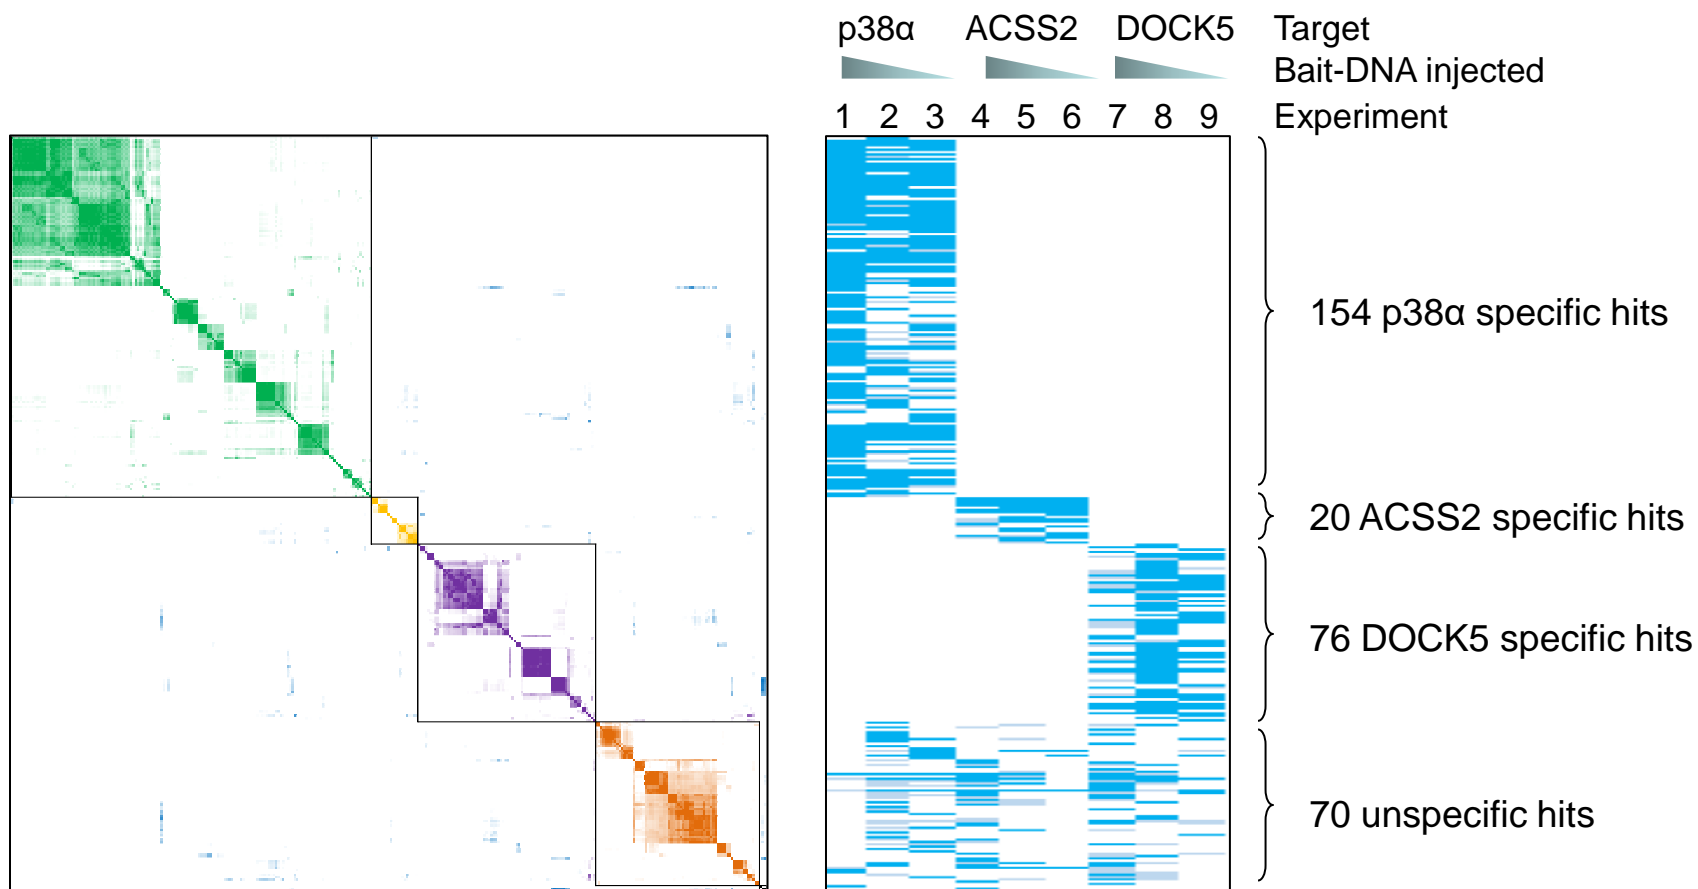 p38α ACSS2 DOCK5 Target
Bait-DNA injected
1 2 3 4 5 6 7 8 9 Experiment
154 p38α specific hits
20 ACSS2 specific hits
76 DOCK5 specific hits
70 unspecific hits